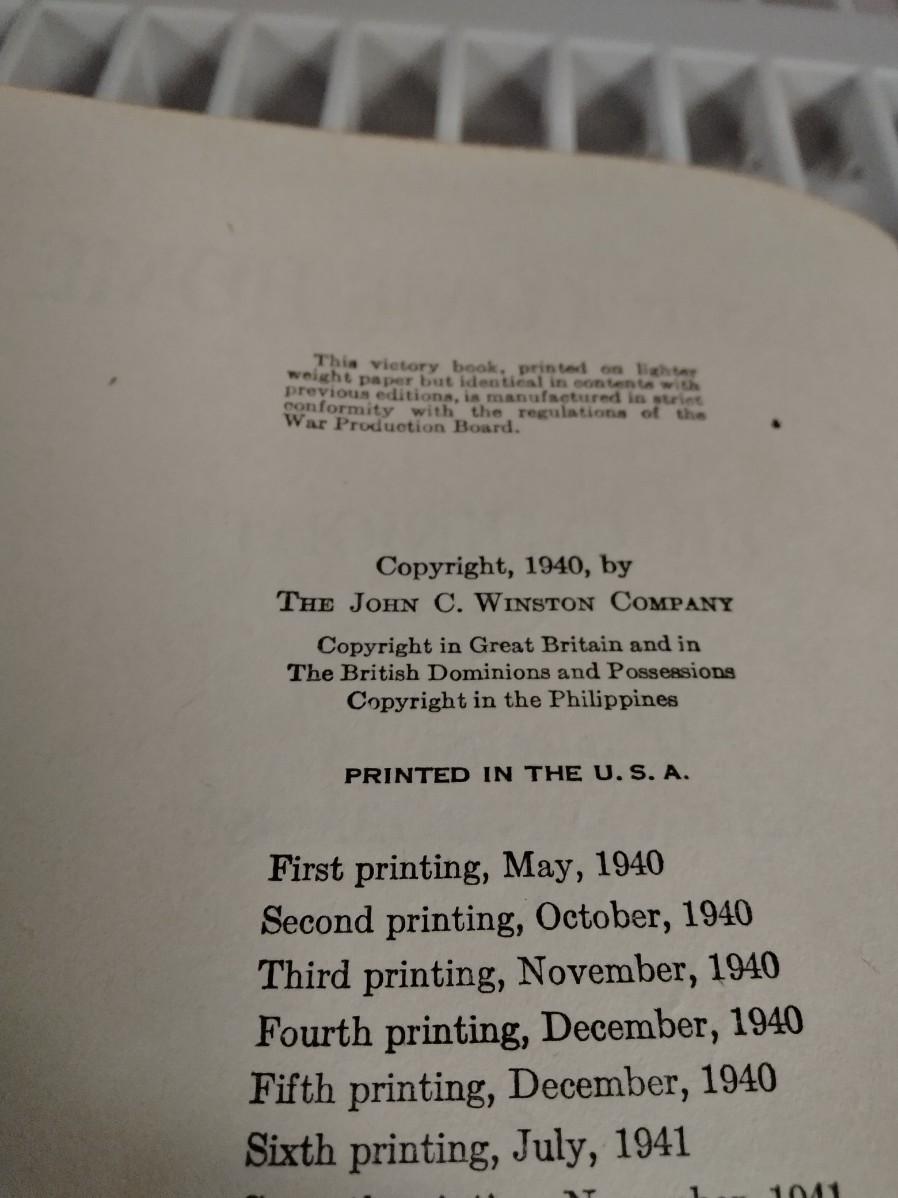 This victory book, printed on lighter
weight paper but identical in contents with
previous editions, is manufactured in strict
conformity with the regulations of the
War Production Board.
Copyright, 1940, by
THE JOHN C. WINSTON COMPANY
Copyright in Great Britain and in
The British Dominions and Possessions
Copyright in the Philippines
PRINTED IN THE U. S. A.
First printing, May, 1940
Second printing, October, 1940
Third printing, November, 1940
Fourth printing, December, 1940
Fifth printing, December, 1940
Sixth printing, July, 1941
1941